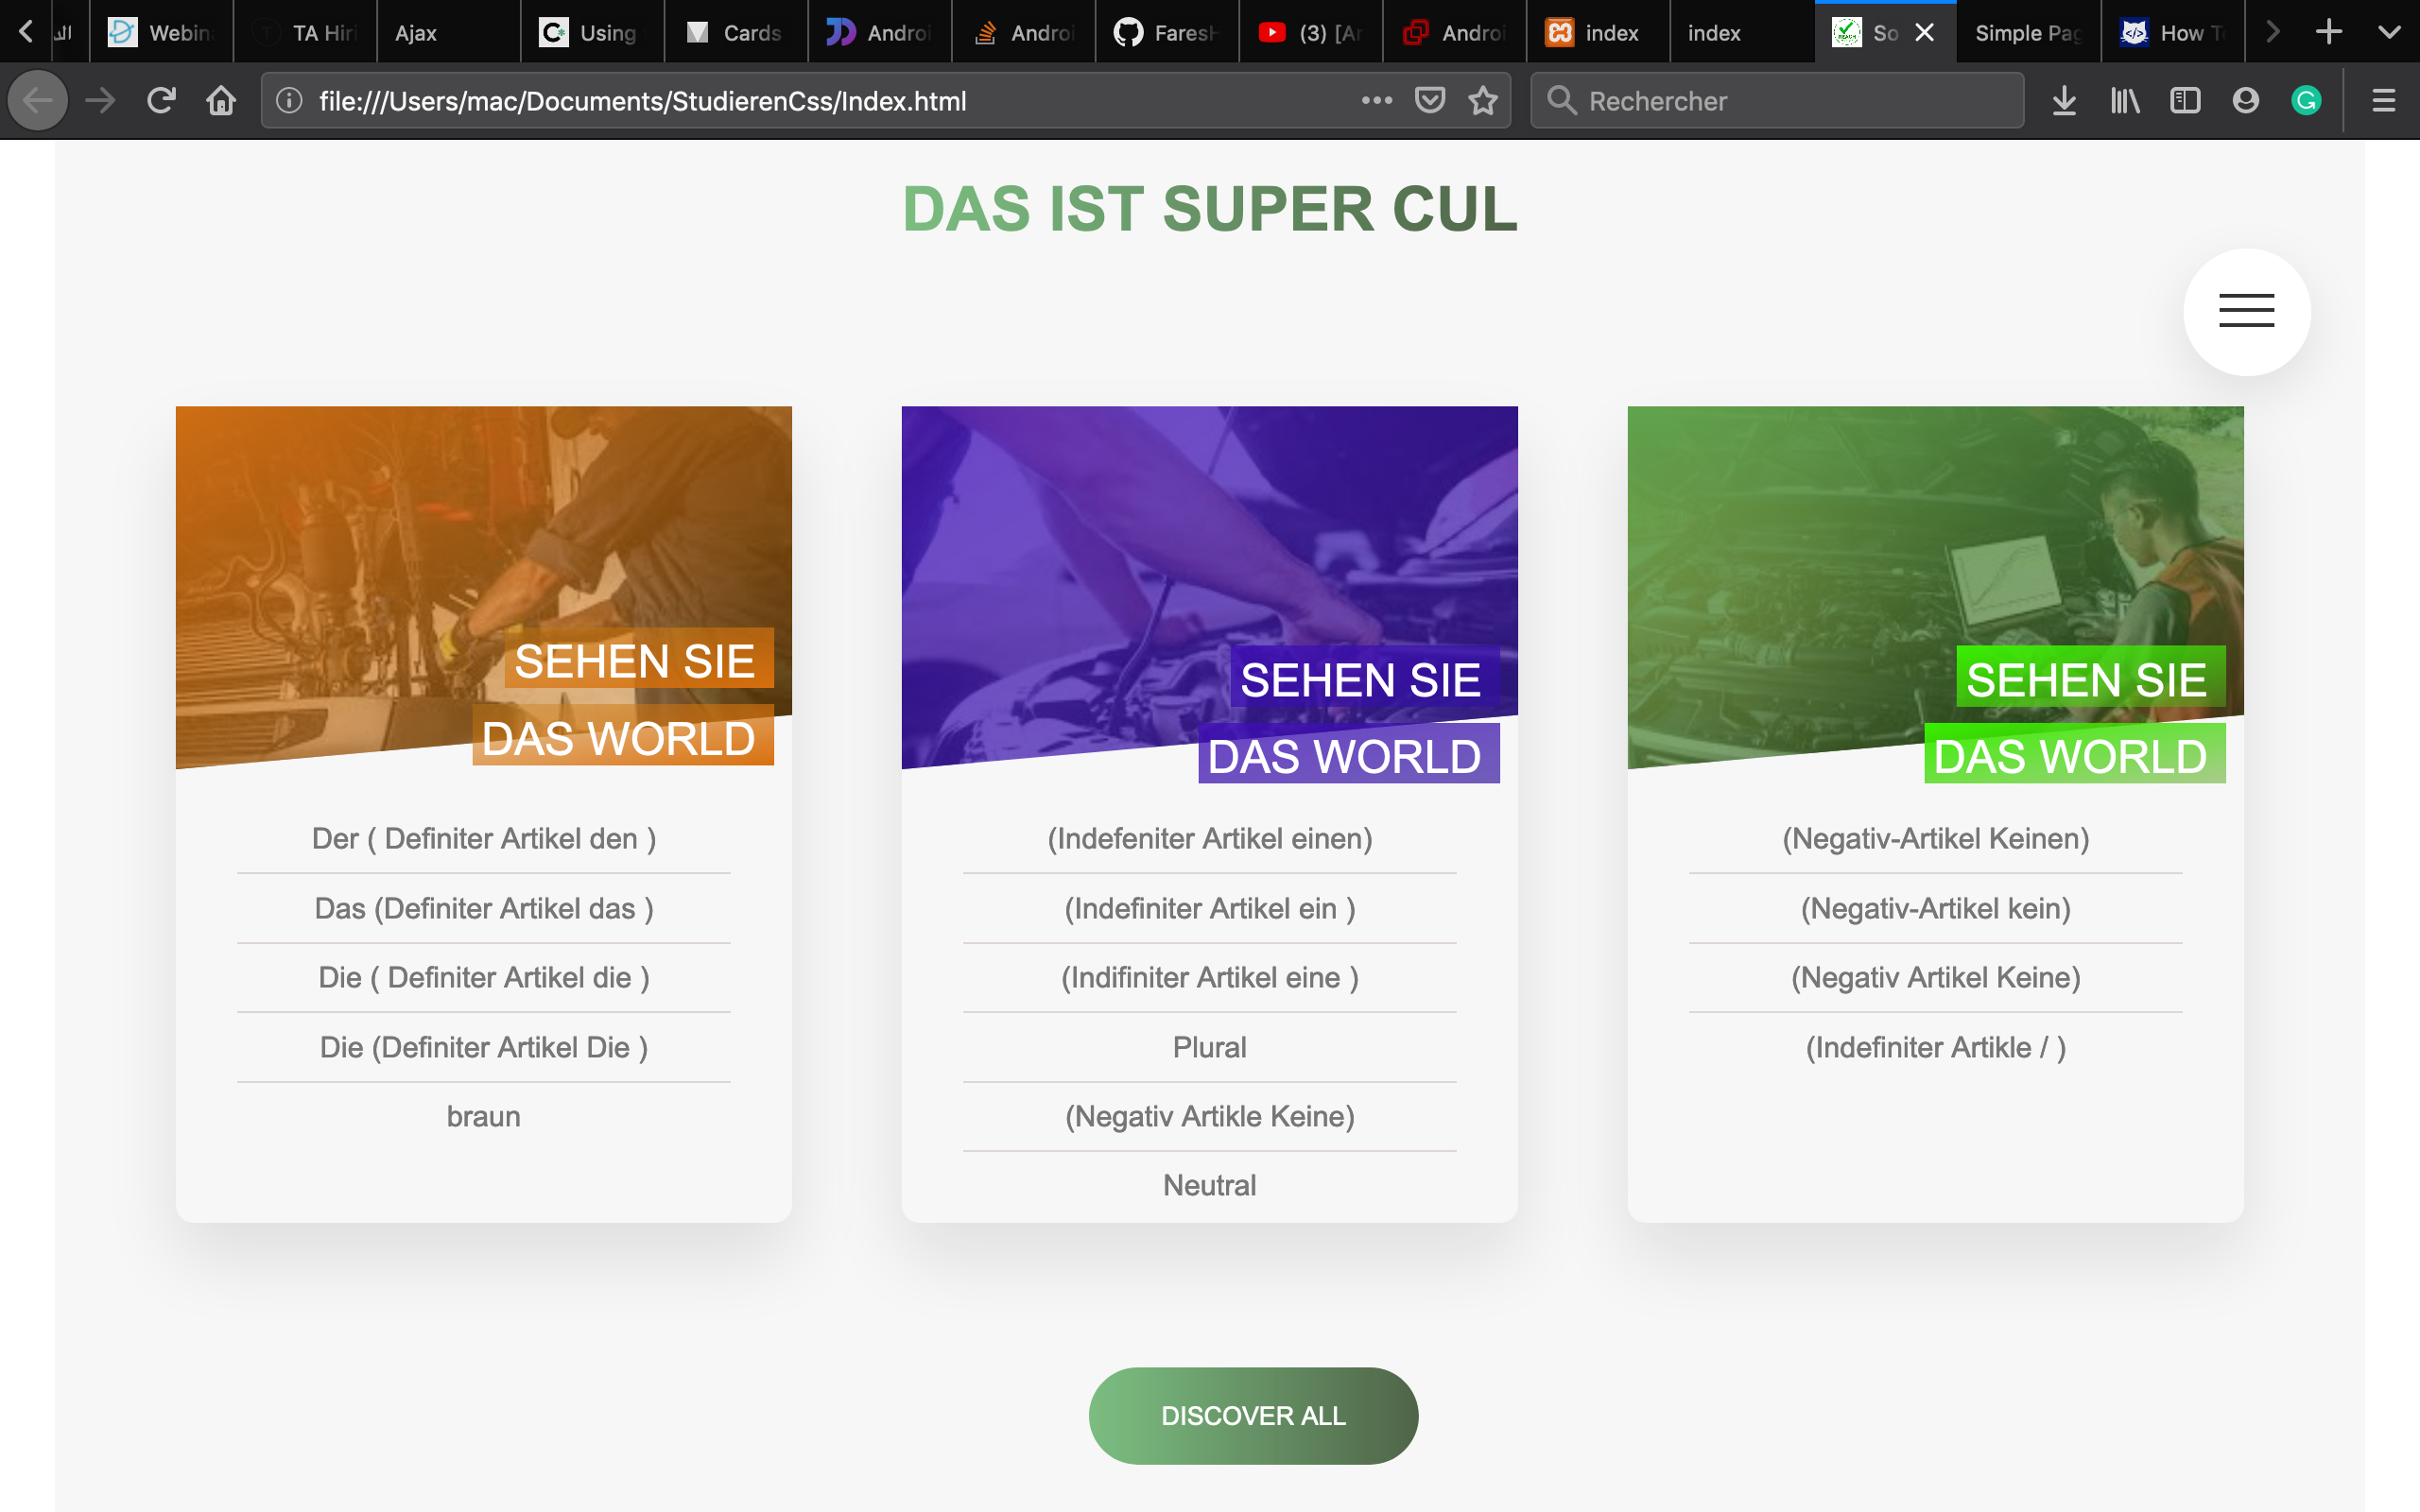 Webin
TA Hiri
Ajax
Using
Cards
Androi
Androi
FaresH
(3) [Ar
Androi
index
index
So
Simple Pag
How T
file:///Users/mac/Documents/StudierenCss/Index.html
Rechercher
DAS IST SUPER CUL
SEHEN SIE
DAS WORLD
Der ( Definiter Artikel den )
Das (Definiter Artikel das )
Die ( Definiter Artikel die )
Die (Definiter Artikel Die )
braun
SEHEN SIE
DAS WORLD
(Indefeniter Artikel einen)
(Indefiniter Artikel ein )
(Indifiniter Artikel eine )
Plural
(Negativ Artikle Keine)
Neutral
SEHEN SIE
DAS WORLD
(Negativ-Artikel Keinen)
(Negativ-Artikel kein)
(Negativ Artikel Keine)
(Indefiniter Artikle / )
DISCOVER ALL